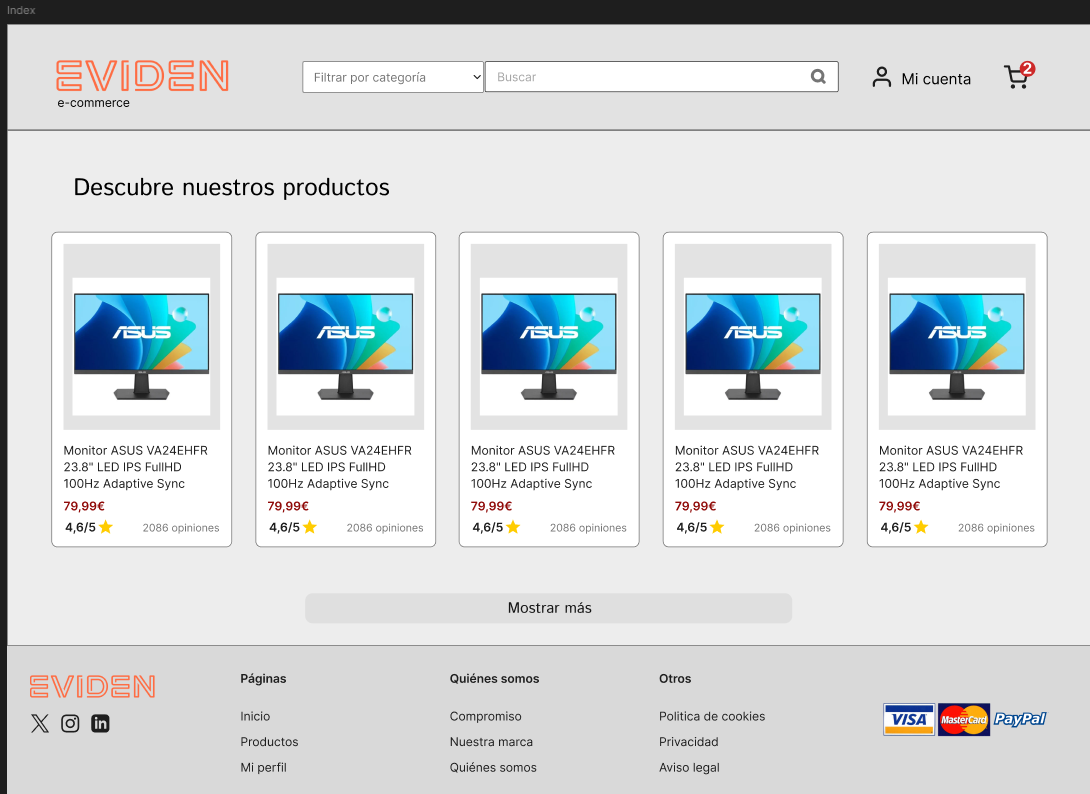 Index
EVIDEN
e-commerce
Filtrar por categoría
Buscar
Mi cuenta
2
Descubre nuestros productos
ASUS
Monitor ASUS VA24EHFR
23.8" LED IPS FullHD
100Hz Adaptive Sync
79,99€
4,6/5
2086 opiniones
ASUS
Monitor ASUS VA24EHFR
23.8" LED IPS FullHD
100Hz Adaptive Sync
79,99€
4,6/5
2086 opiniones
ASUS
Monitor ASUS VA24EHFR
23.8" LED IPS FullHD
100Hz Adaptive Sync
79,99€
4,6/5
2086 opiniones
ASUS
Monitor ASUS VA24EHFR
23.8" LED IPS FullHD
100Hz Adaptive Sync
79,99€
4,6/5
2086 opiniones
ASUS
Monitor ASUS VA24EHFR
23.8" LED IPS FullHD
100Hz Adaptive Sync
79,99€
4,6/5
2086 opiniones
Mostrar más
EVIDEN
Páginas
Inicio
Productos
Mi perfil
Quiénes somos
Compromiso
Nuestra marca
Quiénes somos
Otros
Politica de cookies
Privacidad
Aviso legal
VISA
MasterCard
PayPal